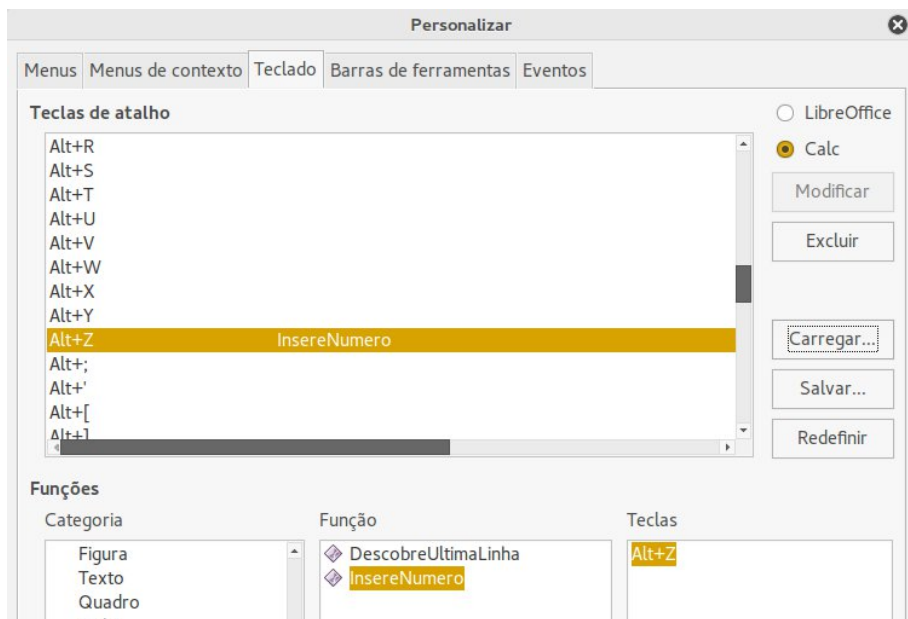 Personalizar
Menus Menus de contexto Teclado Barras de ferramentas Eventos
Teclas de atalho
LibreOffice
Calc
Modificar
Excluir
Carregar...
Salvar...
Redefinir
Alt+R
Alt+S
Alt+T
Alt+U
Alt+V
Alt+W
Alt+X
Alt+Y
Alt+Z InsereNumero
Alt+;
Alt+'
Alt+[
Alt+]
Funções
Categoria
Figura
Texto
Quadro
Função
DescobreUltimaLinha
InsereNumero
Teclas
Alt+Z